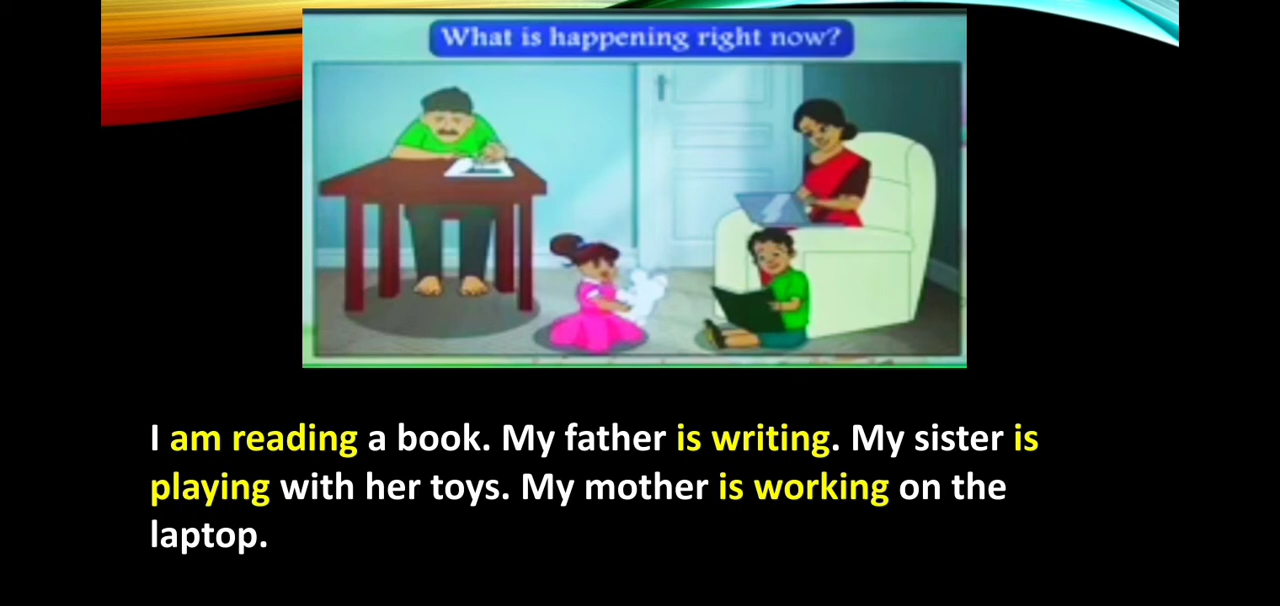 What is happening right now?
I am reading a book. My father is writing. My sister is
playing with her toys. My mother is working on the
laptop.